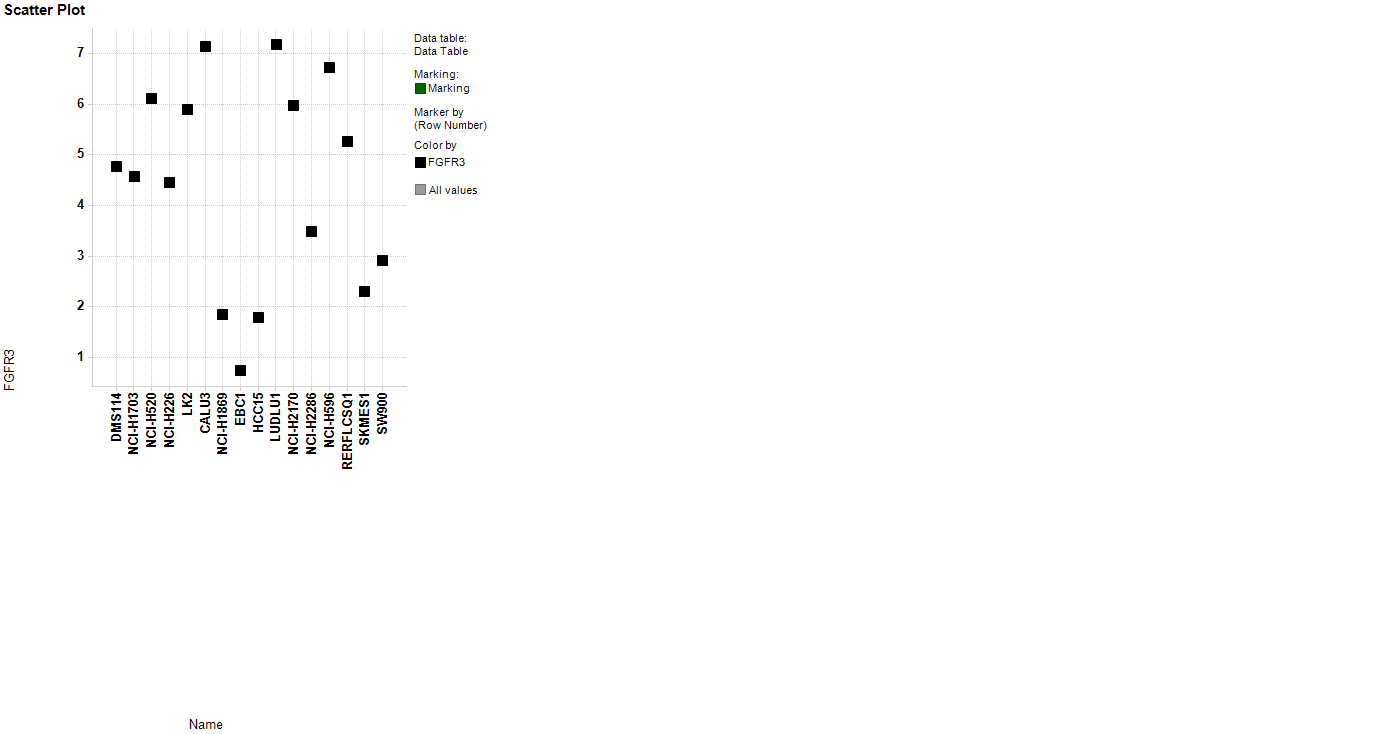 Scatter Plot
7
6
5
4
3
2
1
FGFR3
DMS114
NCI-H1703
NCI-H520
NCI-H226
LK2
CALU3
NCI-H1869
EBC1
HCC15
LUDLU1
NCI-H2170
NCI-H2286
NCI-H596
RERFLCSQ1
SKMES1
SW900
Name
Data table:
Data Table
Marking:
Marking
Marker by
(Row Number)
Color by
FGFR3
All values